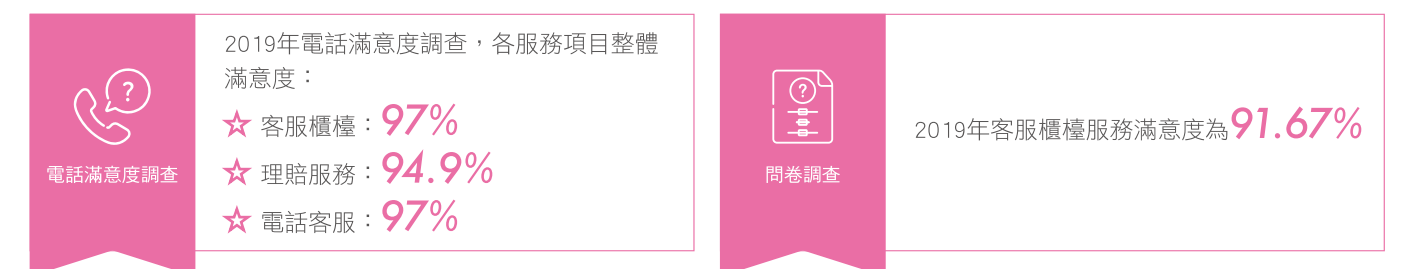 電話滿意度調查
2019年電話滿意度調查，各服務項目整體
滿意度：
☆ 客服櫃檯：97%
☆ 理賠服務：94.9%
☆ 電話客服：97%
問卷調查
2019年客服櫃檯服務滿意度為91.67%